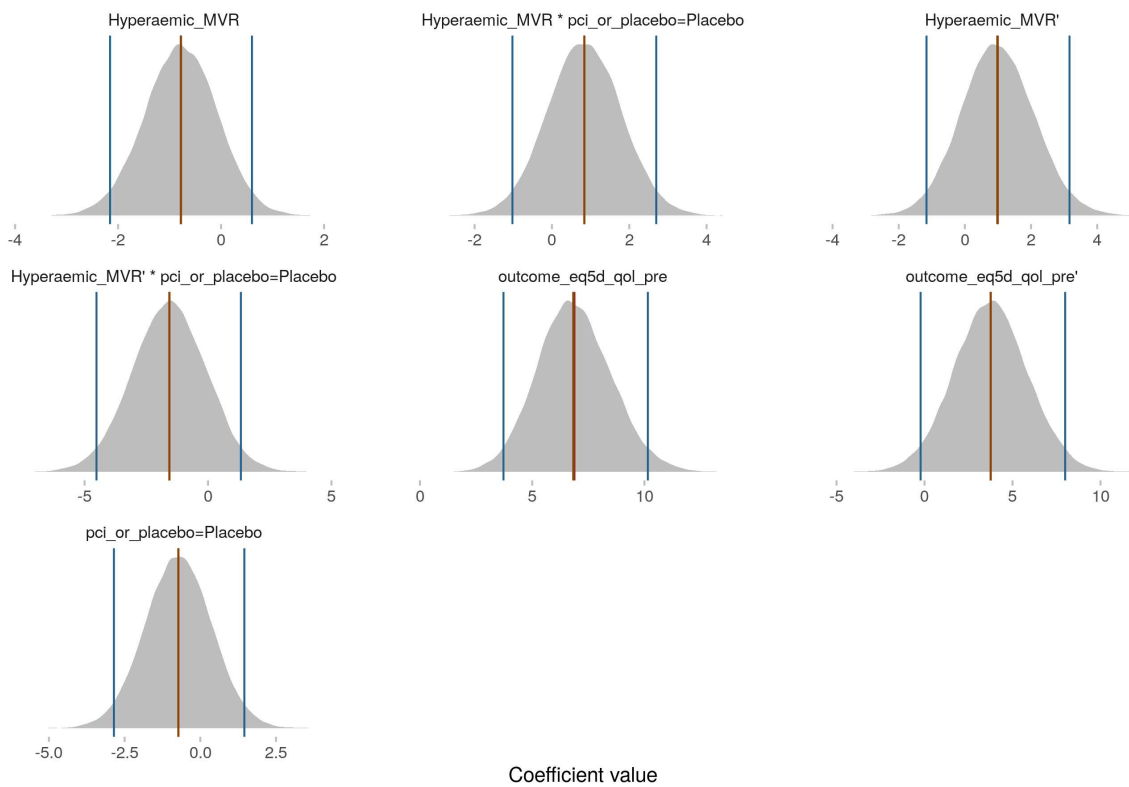 Hyperaemic_MVR
Hyperaemic_MVR * pci_or_placebo=Placebo
Hyperaemic_MVR'
-4 -2 0 2
-2 0 2 4
-4 -2 0 2 4
Hyperaemic_MVR' * pci_or_placebo=Placebo
outcome_eq5d_qol_pre
outcome_eq5d_qol_pre'
-5 0 5
0 5 10
-5 0 5 10
pci_or_placebo=Placebo
-5.0 -2.5 0.0 2.5
Coefficient value